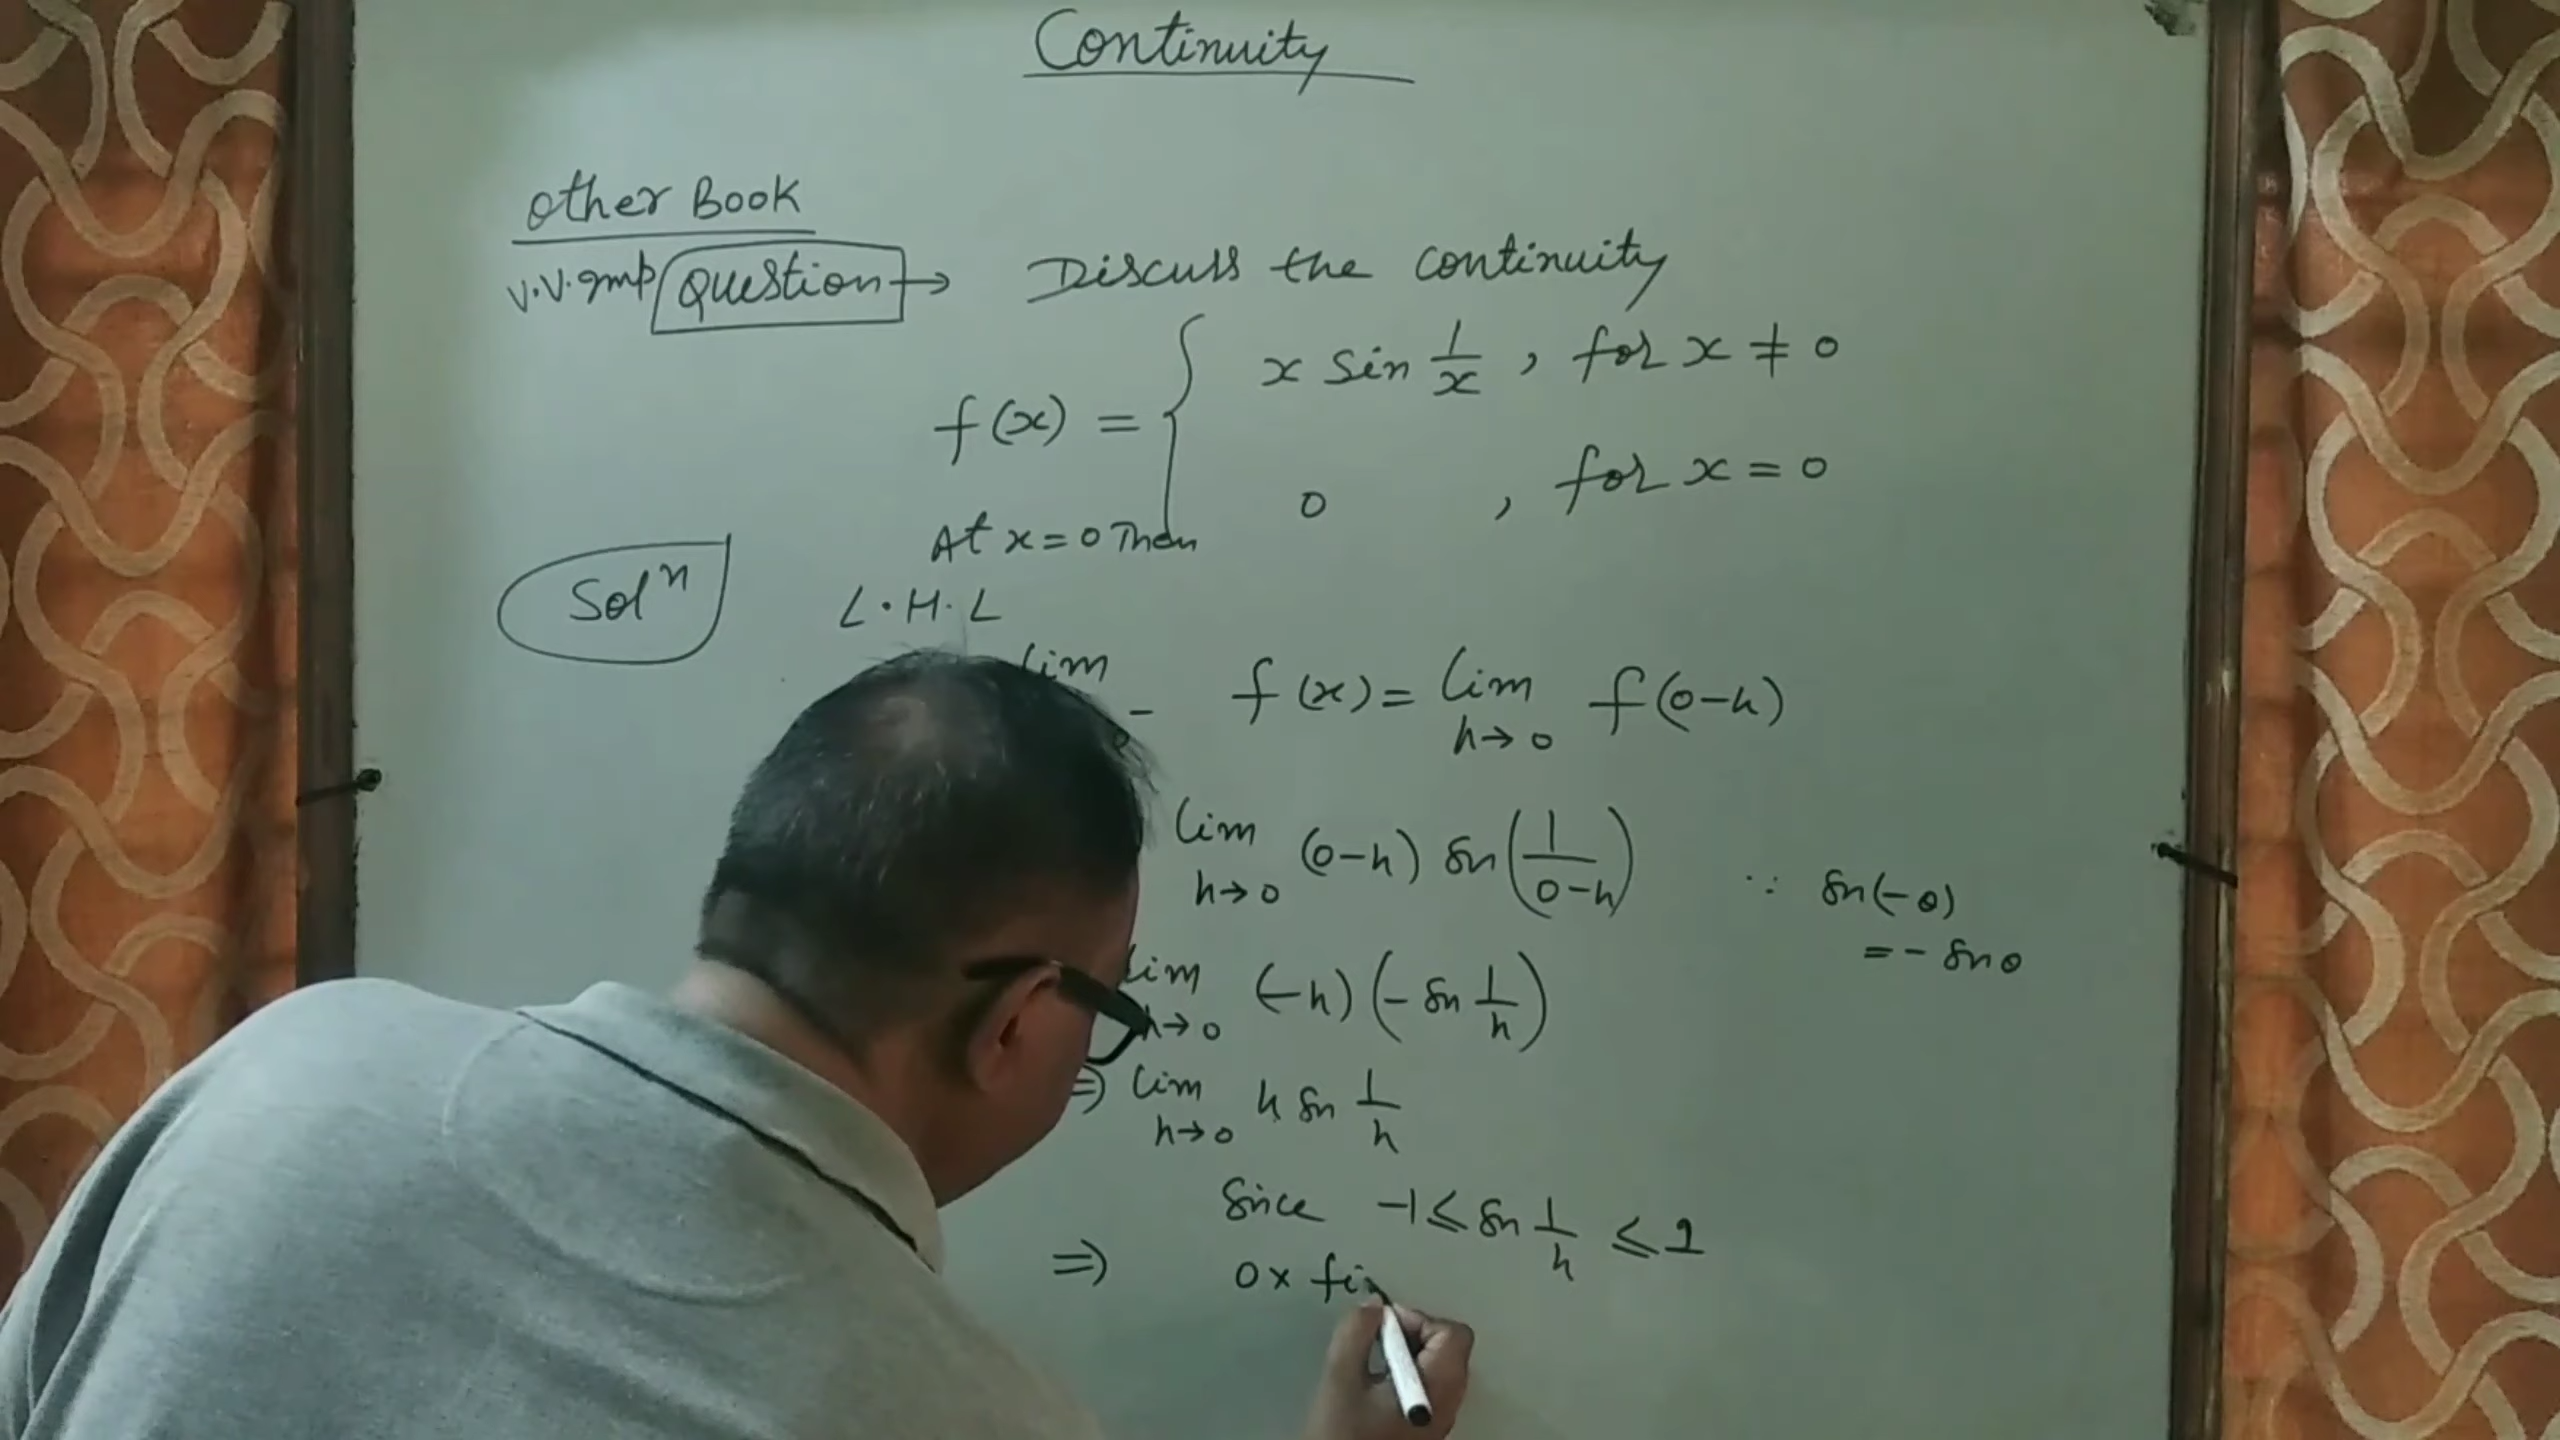 Continuity
Other Book
V.V. Imp Question → Discuss the continuity
f(x) = { x sin 1/x , for x ≠ 0
0 , for x = 0
At x = 0 Then
Solⁿ
L.H.L
lim - f(x) = lim h→0 f(0-h)
lim h→0 (0-h) sin(1/(0-h)) ∵ sin(-θ)
= - sinθ
lim h→0 (-h) (- sin 1/h)
⇒ lim h→0 h sin 1/h
Since -1 ≤ sin 1/h ≤ 1
⇒ 0 × fi